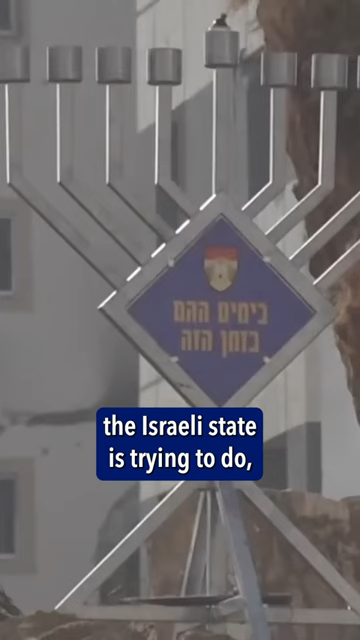 בימים ההם
בזמן הזה
the Israeli state
is trying to do,